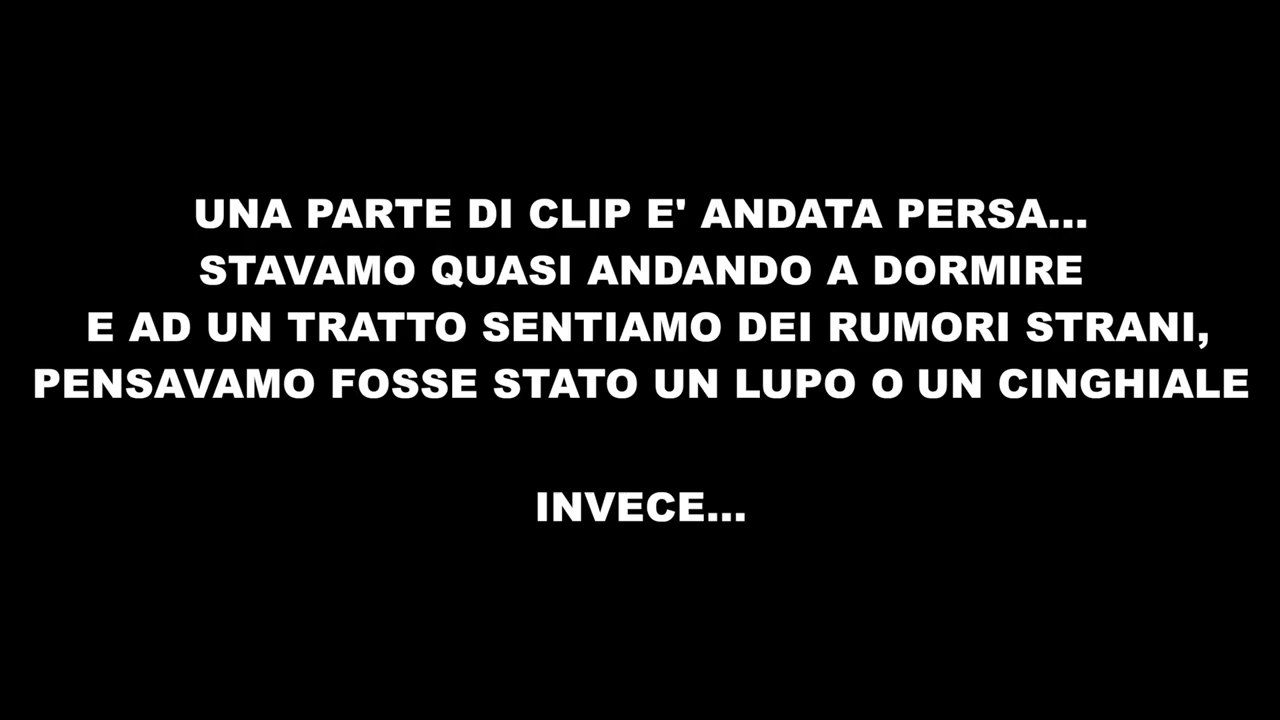 UNA PARTE DI CLIP E' ANDATA PERSA...
STAVAMO QUASI ANDANDO A DORMIRE
E AD UN TRATTO SENTIAMO DEI RUMORI STRANI,
PENSAVAMO FOSSE STATO UN LUPO O UN CINGHIALE
INVECE...